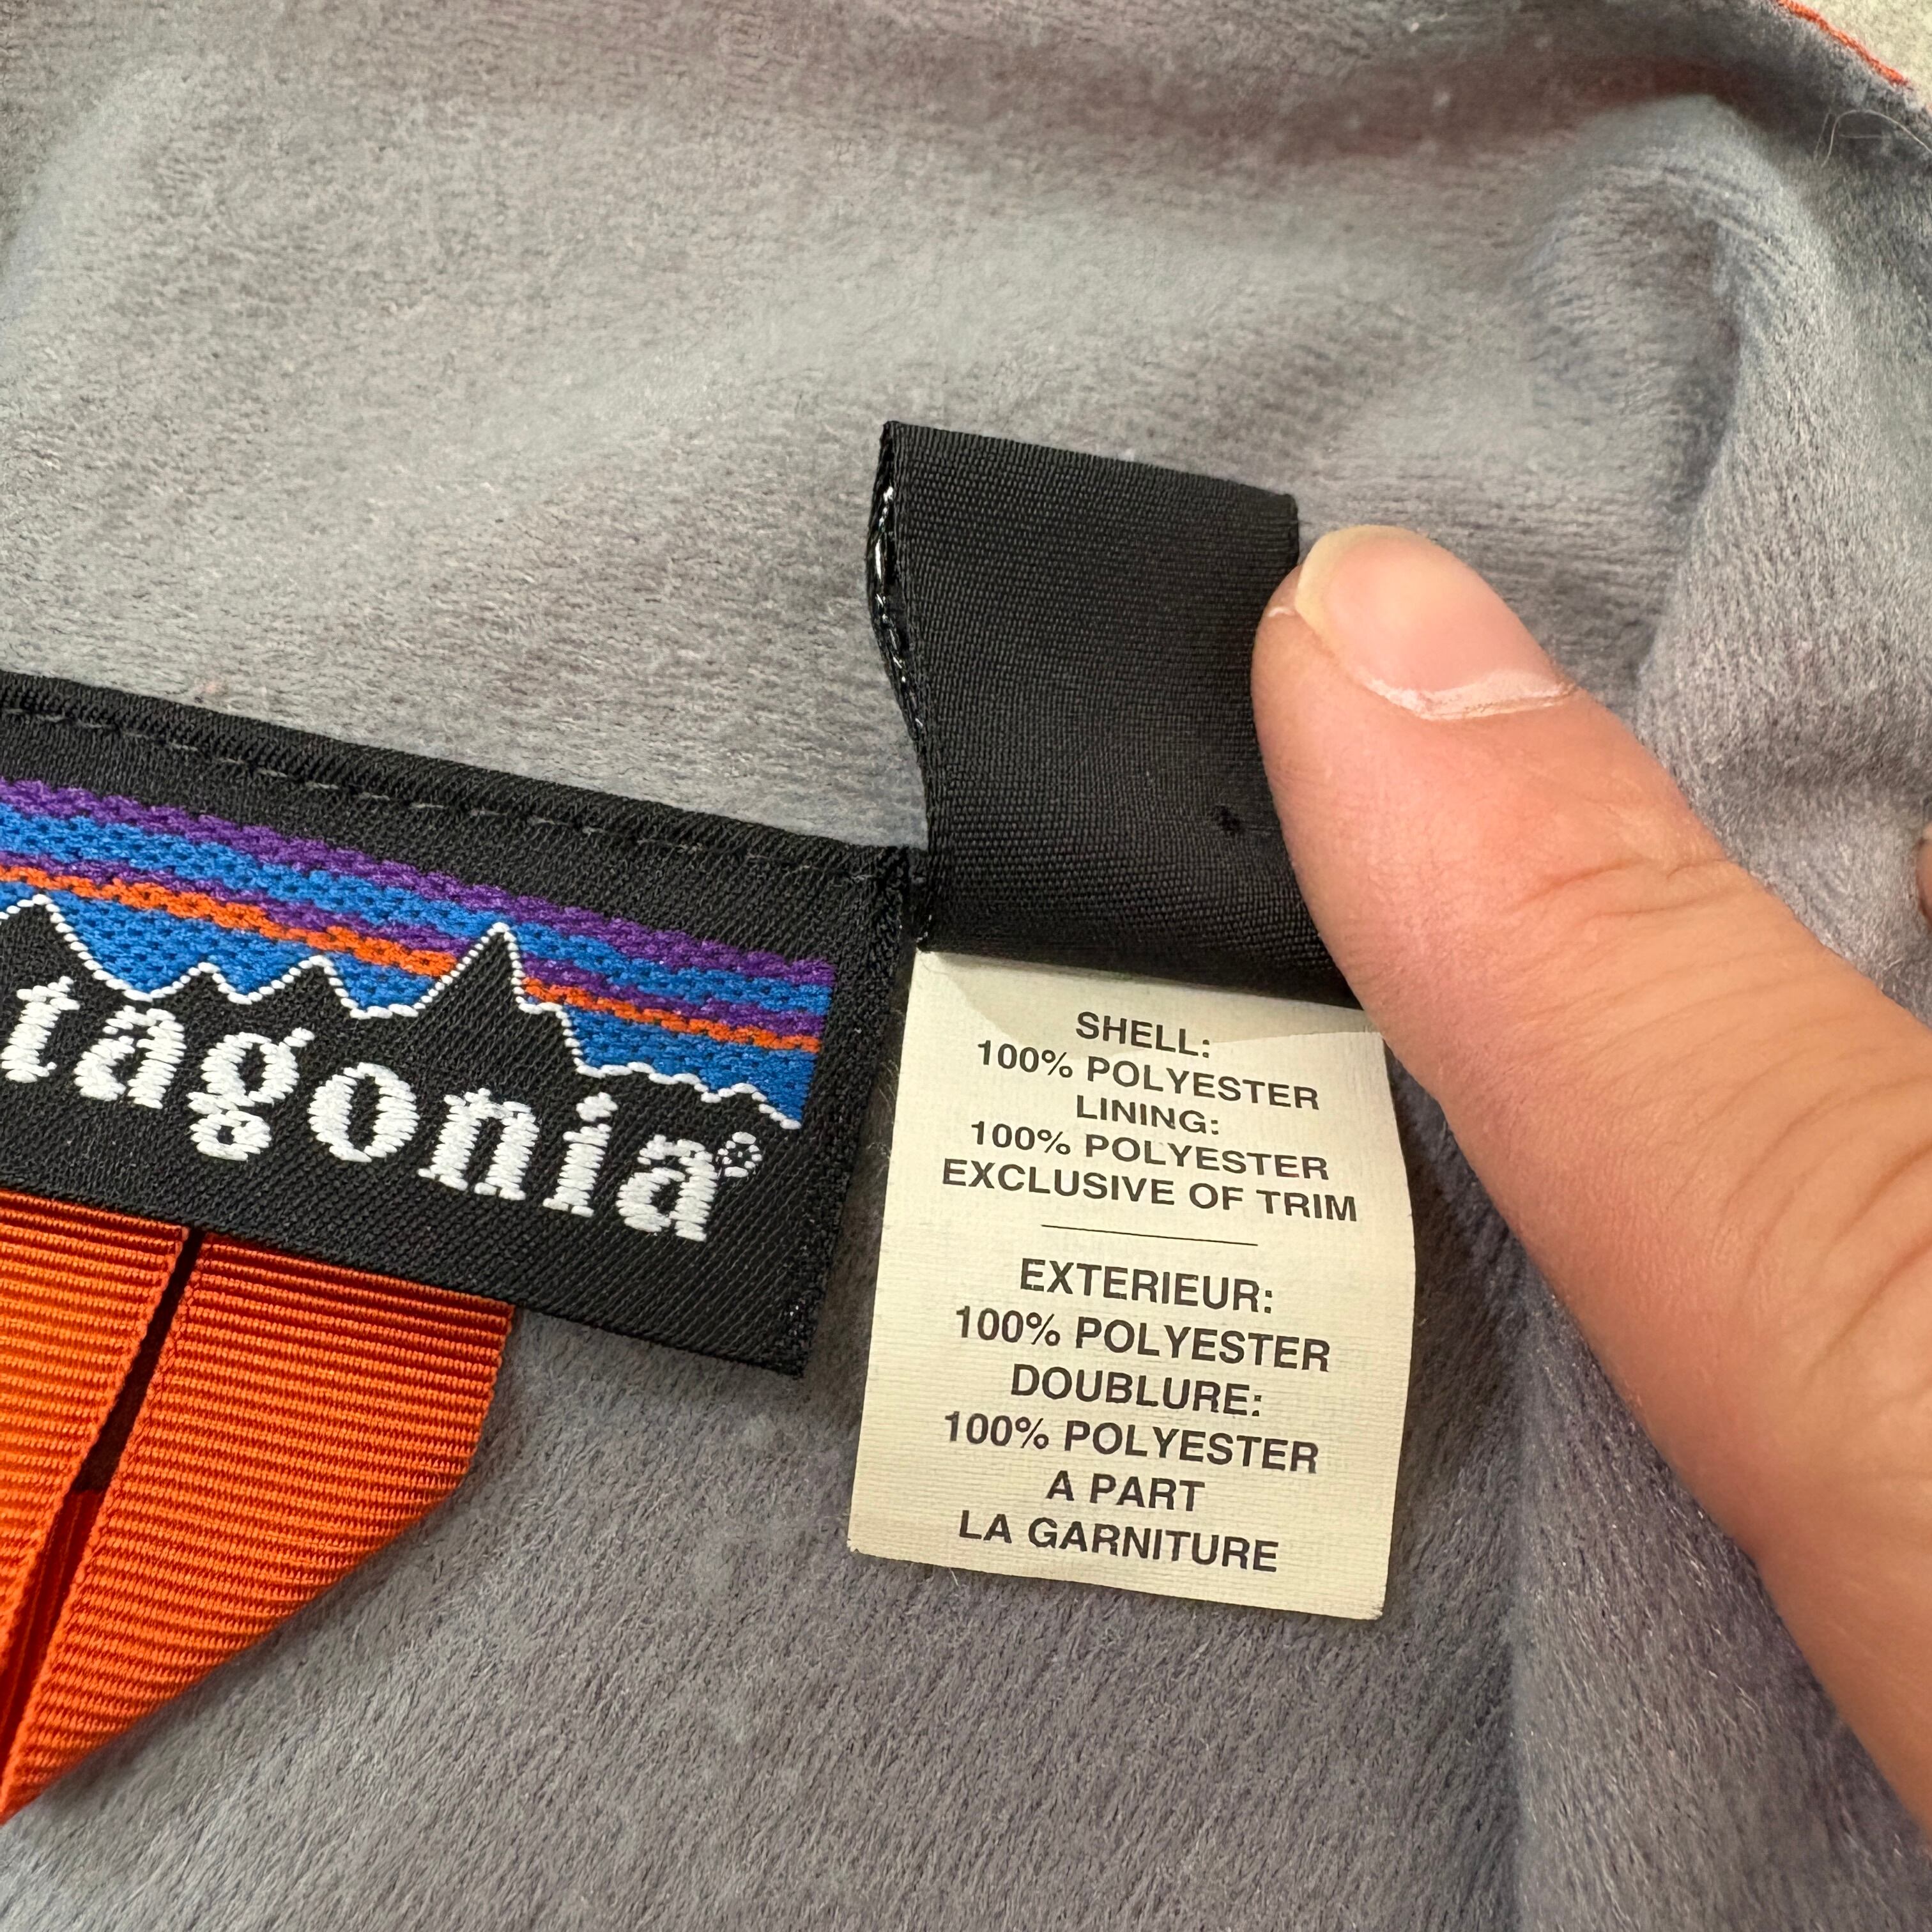 tagonia®
SHELL:
100% POLYESTER
LINING:
100% POLYESTER
EXCLUSIVE OF TRIM
EXTERIEUR:
100% POLYESTER
DOUBLURE:
100% POLYESTER
A PART
LA GARNITURE